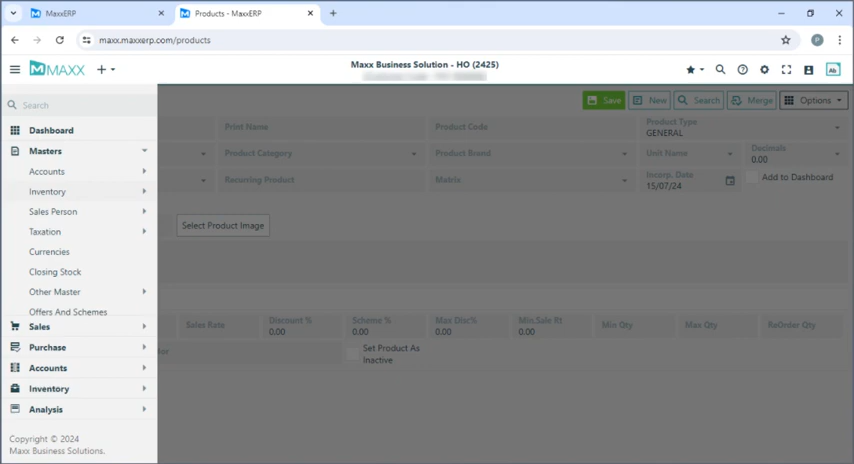 MaxxERP
Products - MaxxERP
maxx.maxxerp.com/products
P
MAXX
Maxx Business Solution - HO (2425)
Ab
Search
Dashboard
Masters
Accounts
Inventory
Sales Person
Taxation
Currencies
Closing Stock
Other Master
Offers And Schemes
Sales
Purchase
Accounts
Inventory
Analysis
Copyright © 2024
Maxx Business Solutions.
Save
New
Search
Merge
Options
Print Name
Product Code
Product Type
GENERAL
Product Category
Product Brand
Unit Name
Decimals
0.00
Recurring Product
Matrix
Incorp. Date
15/07/24
Add to Dashboard
Select Product Image
Sales Rate
Discount %
0.00
Scheme %
0.00
Max Disc%
0.00
Min.Sale Rt
0.00
Min Qty
Max Qty
ReOrder Qty
Set Product As
Inactive